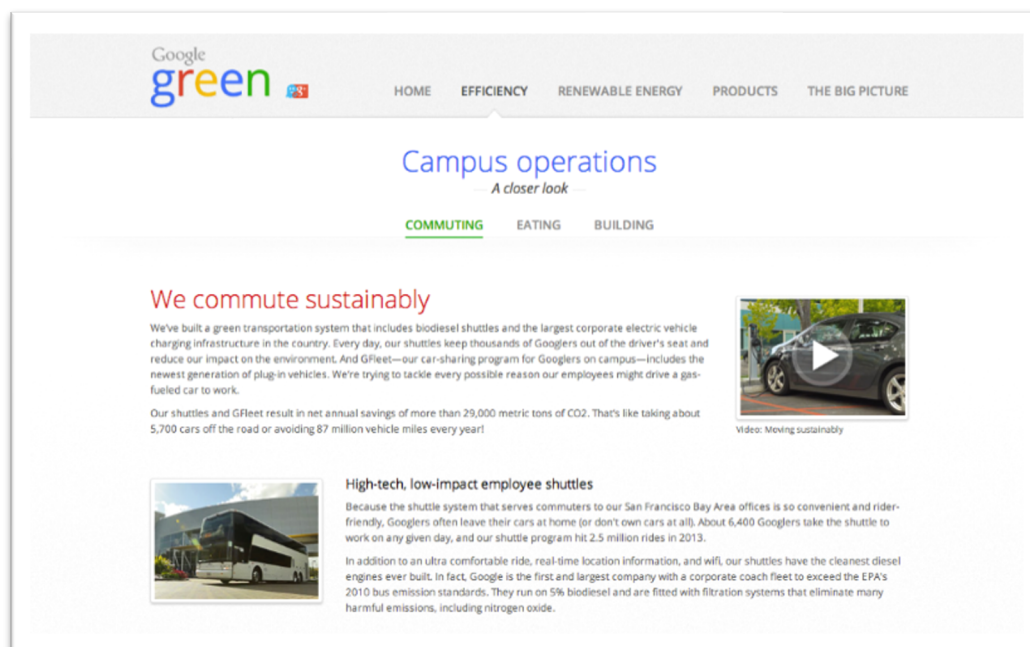 Google
green
HOME EFFICIENCY RENEWABLE ENERGY PRODUCTS THE BIG PICTURE
Campus operations
A closer look
COMMUTING EATING BUILDING
We commute sustainably
We've built a green transportation system that includes biodiesel shuttles and the largest corporate electric vehicle
charging infrastructure in the country. Every day, our shuttles keep thousands of Googlers out of the driver's seat and
reduce our impact on the environment. And GFleet—our car-sharing program for Googlers on campus—includes the
newest generation of plug-in vehicles. We're trying to tackle every possible reason our employees might drive a gas-
fueled car to work.
Our shuttles and GFleet result in net annual savings of more than 29,000 metric tons of CO2. That's like taking about
5,700 cars off the road or avoiding 87 million vehicle miles every year!
Video: Moving sustainably
High-tech, low-impact employee shuttles
Because the shuttle system that serves commuters to our San Francisco Bay Area offices is so convenient and rider-
friendly, Googlers often leave their cars at home (or don't own cars at all). About 6,400 Googlers take the shuttle to
work on any given day, and our shuttle program hit 2.5 million rides in 2013.
In addition to an ultra comfortable ride, real-time location information, and wifi, our shuttles have the cleanest diesel
engines ever built. In fact, Google is the first and largest company with a corporate coach fleet to exceed the EPA's
2010 bus emission standards. They run on 5% biodiesel and are fitted with filtration systems that eliminate many
harmful emissions, including nitrogen oxide.